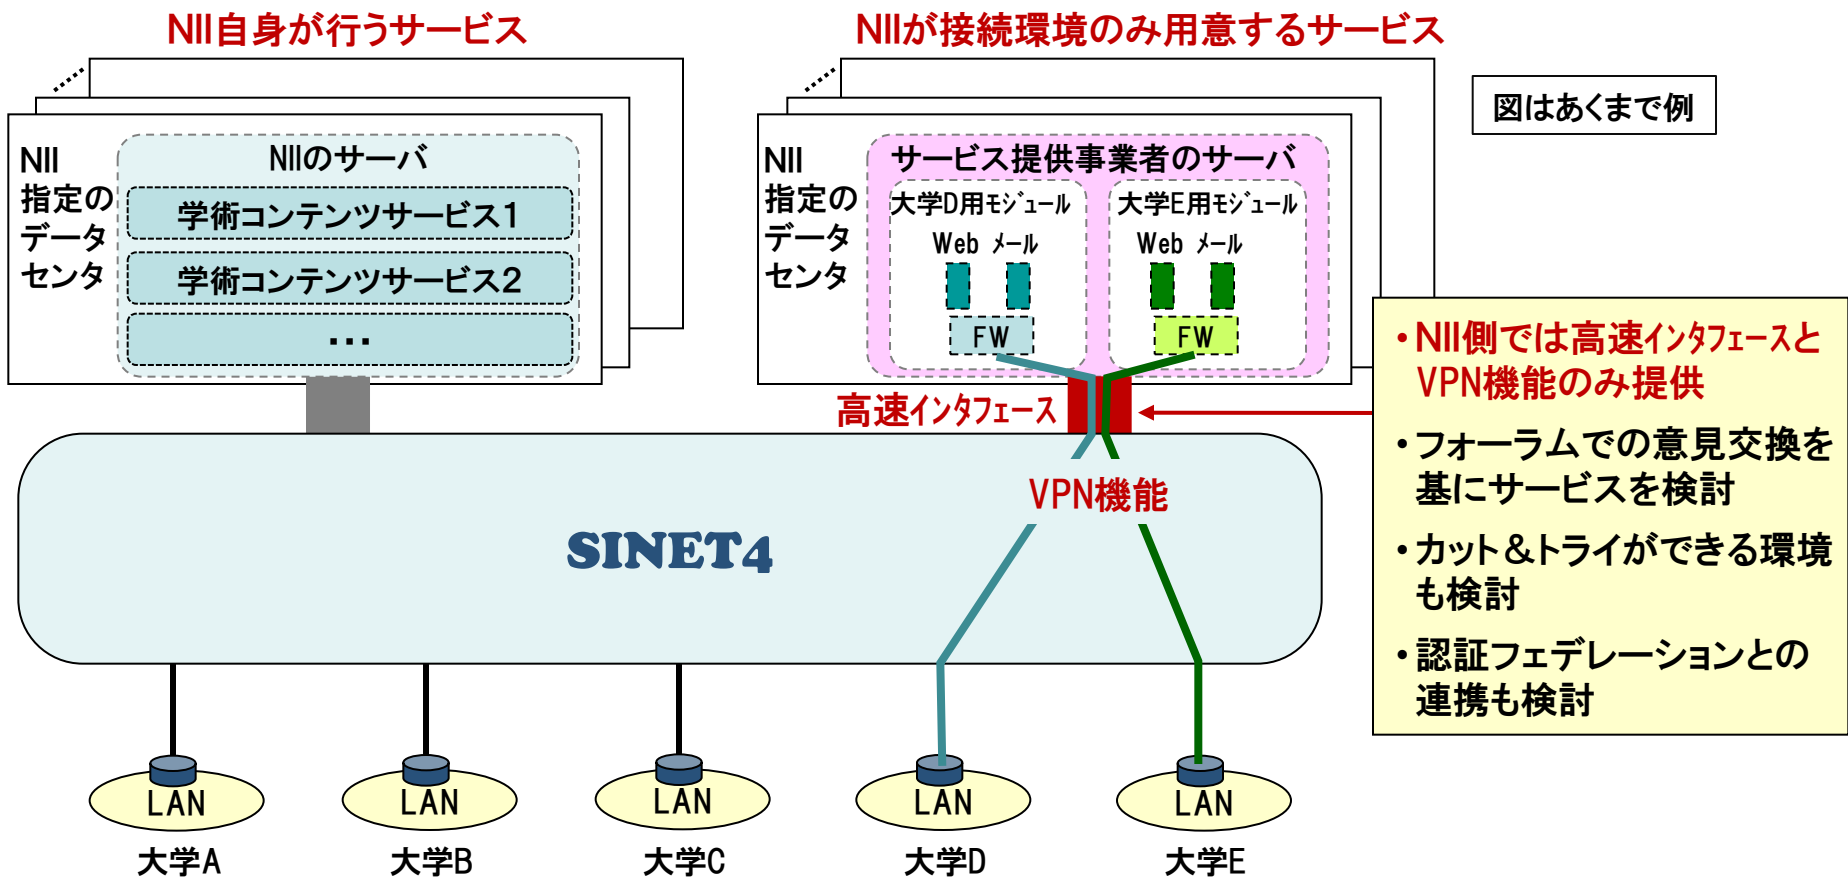 NII自身が行うサービス
NIIが接続環境のみ用意するサービス
図はあくまで例
NII
指定の
データ
センタ
NIIのサーバ
学術コンテンツサービス1
学術コンテンツサービス2
...
NII
指定の
データ
センタ
サービス提供事業者のサーバ
大学D用モジュール
Web メール
FW
大学E用モジュール
Web メール
FW
高速インタフェース
VPN機能
SINET4
・NII側では高速インタフェースと
VPN機能のみ提供
・フォーラムでの意見交換を
基にサービスを検討
・カット＆トライができる環境
も検討
・認証フェデレーションとの
連携も検討
LAN
LAN
LAN
LAN
LAN
大学A
大学B
大学C
大学D
大学E